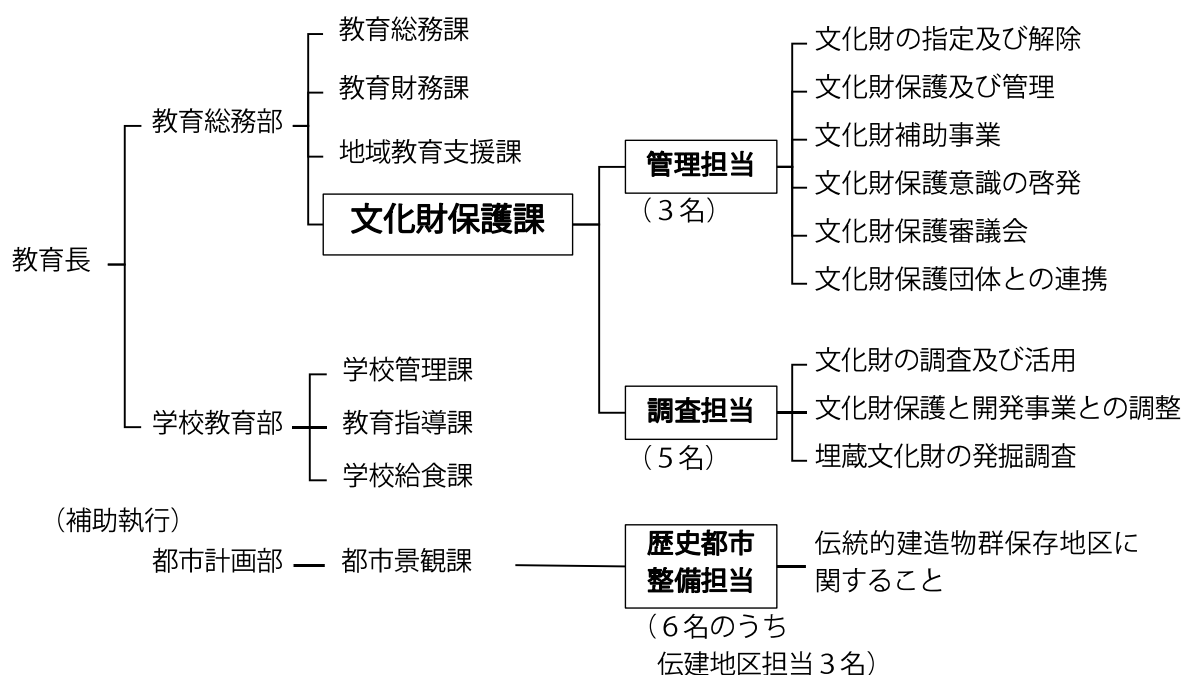 教育長
教育総務部
教育総務課
教育財務課
地域教育支援課
文化財保護課
管理担当
（３名）
文化財の指定及び解除
文化財保護及び管理
文化財補助事業
文化財保護意識の啓発
文化財保護審議会
文化財保護団体との連携
調査担当
（５名）
文化財の調査及び活用
文化財保護と開発事業との調整
埋蔵文化財の発掘調査
学校教育部
学校管理課
教育指導課
学校給食課
（補助執行）
都市計画部
都市景観課
歴史都市
整備担当
（６名のうち
伝建地区担当３名）
伝統的建造物群保存地区に
関すること